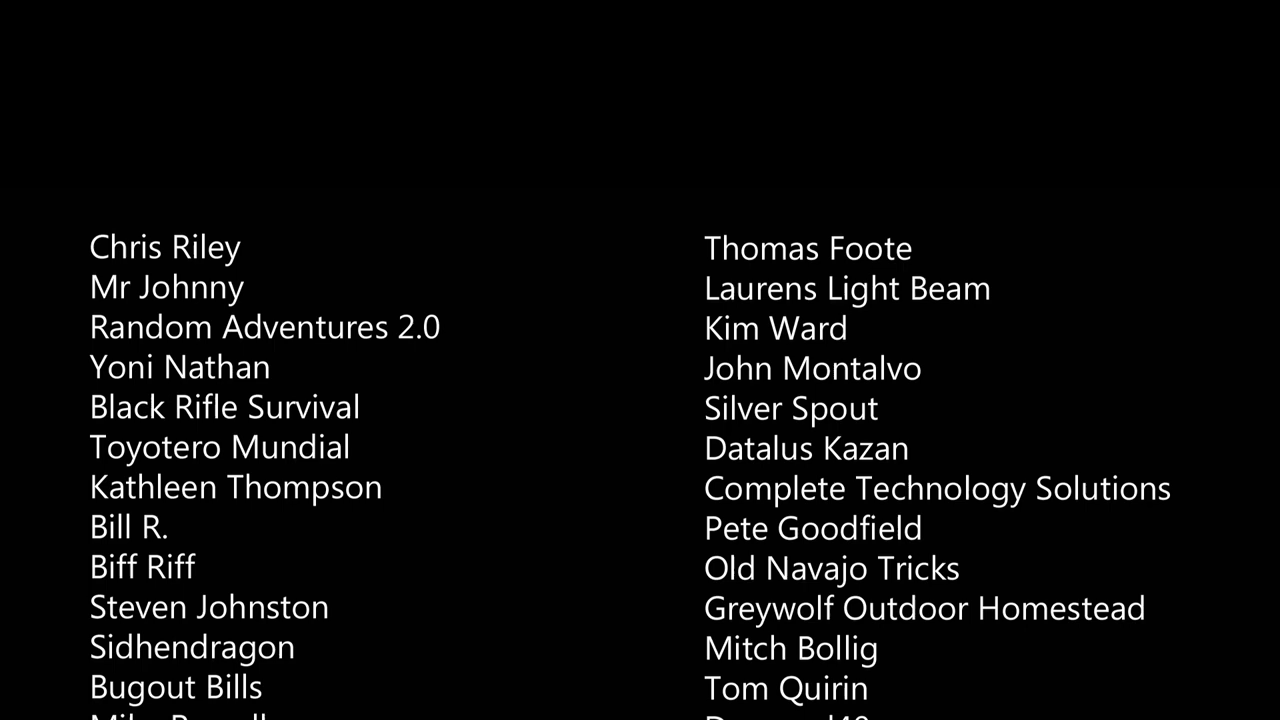 Chris Riley
Mr Johnny
Random Adventures 2.0
Yoni Nathan
Black Rifle Survival
Toyotero Mundial
Kathleen Thompson
Bill R.
Biff Riff
Steven Johnston
Sidhendragon
Bugout Bills
Thomas Foote
Laurens Light Beam
Kim Ward
John Montalvo
Silver Spout
Datalus Kazan
Complete Technology Solutions
Pete Goodfield
Old Navajo Tricks
Greywolf Outdoor Homestead
Mitch Bollig
Tom Quirin